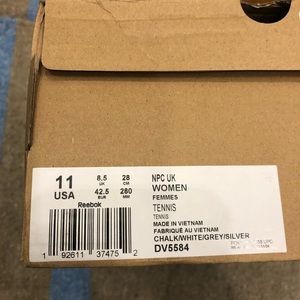 11
USA
8.5
UK
28
CM
42.5
EUR
280
MM
Reebok
NPC UK
WOMEN
FEMMES
TENNIS
TENNIS
MADE IN VIETNAM
FABRIQUÉ AU VIETNAM
CHALK/WHITE/GREY/SILVER
DV5584
1 92611 37475 2